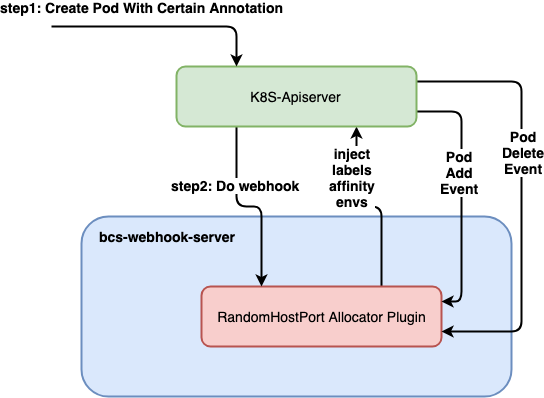 step1: Create Pod With Certain Annotation
K8S-Apiserver
step2: Do webhook
inject
labels
affinity
envs
Pod
Add
Event
Pod
Delete
Event
bcs-webhook-server
RandomHostPort Allocator Plugin